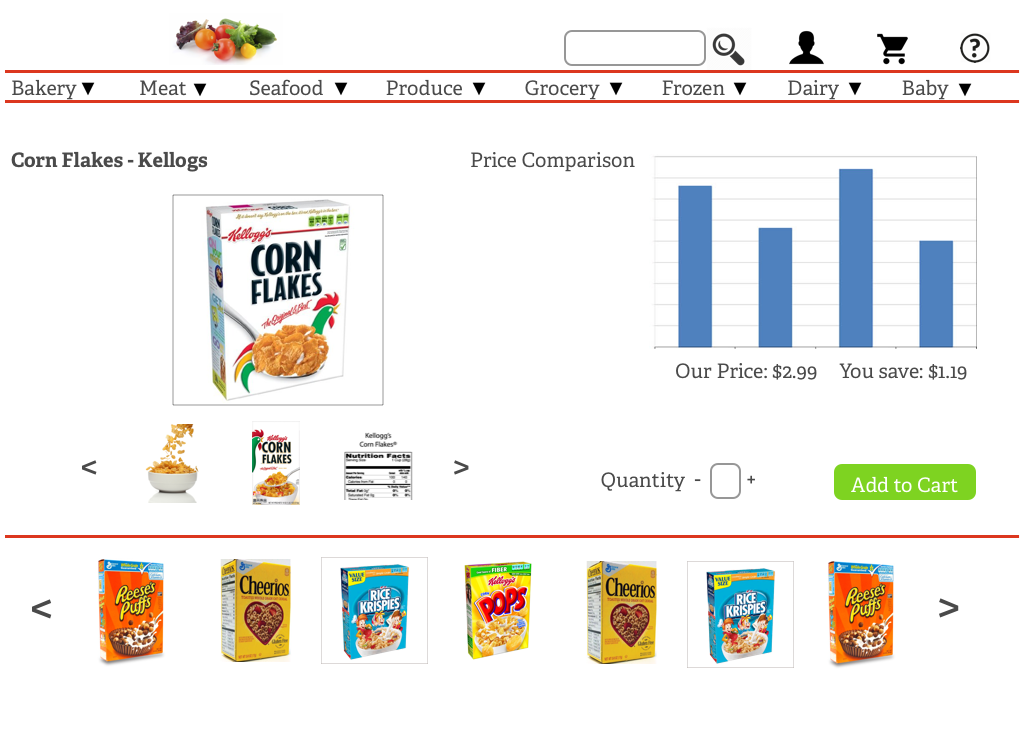 ?
Bakery ▼ Meat ▼ Seafood ▼ Produce ▼ Grocery ▼ Frozen ▼ Dairy ▼ Baby ▼
Corn Flakes - Kellogs
Price Comparison
Kellogg's
CORN
FLAKES
The Original & Best
Our Price: $2.99 You save: $1.19
<
Kellogg's
CORN
FLAKES
Kellogg's
Corn Flakes®
Nutrition Facts
>
Quantity - +
Add to Cart
<
Reese's
Puffs
Cheerios
VALUE
SIZE
RICE
KRISPIES
FIBER
Kellogg's
POPS
Cheerios
VALUE
SIZE
RICE
KRISPIES
Reese's
Puffs
>